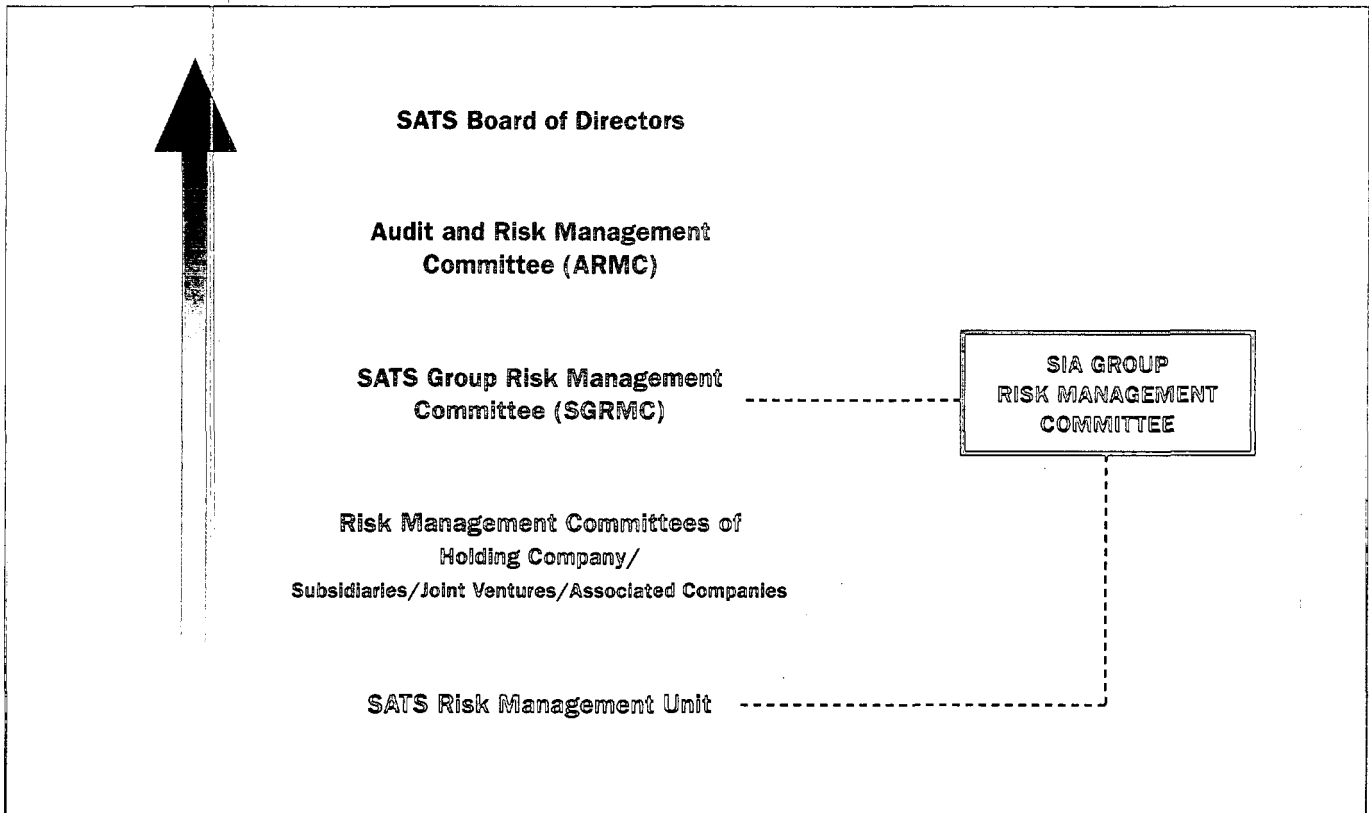 SATS Board of Directors
Audit and Risk Management
Committee (ARMC)
SATS Group Risk Management
Committee (SGRMC)
SIA GROUP
RISK MANAGEMENT
COMMITTEE
Risk Management Committees of
Holding Company/
Subsidiaries/Joint Ventures/Associated Companies
SATS Risk Management Unit